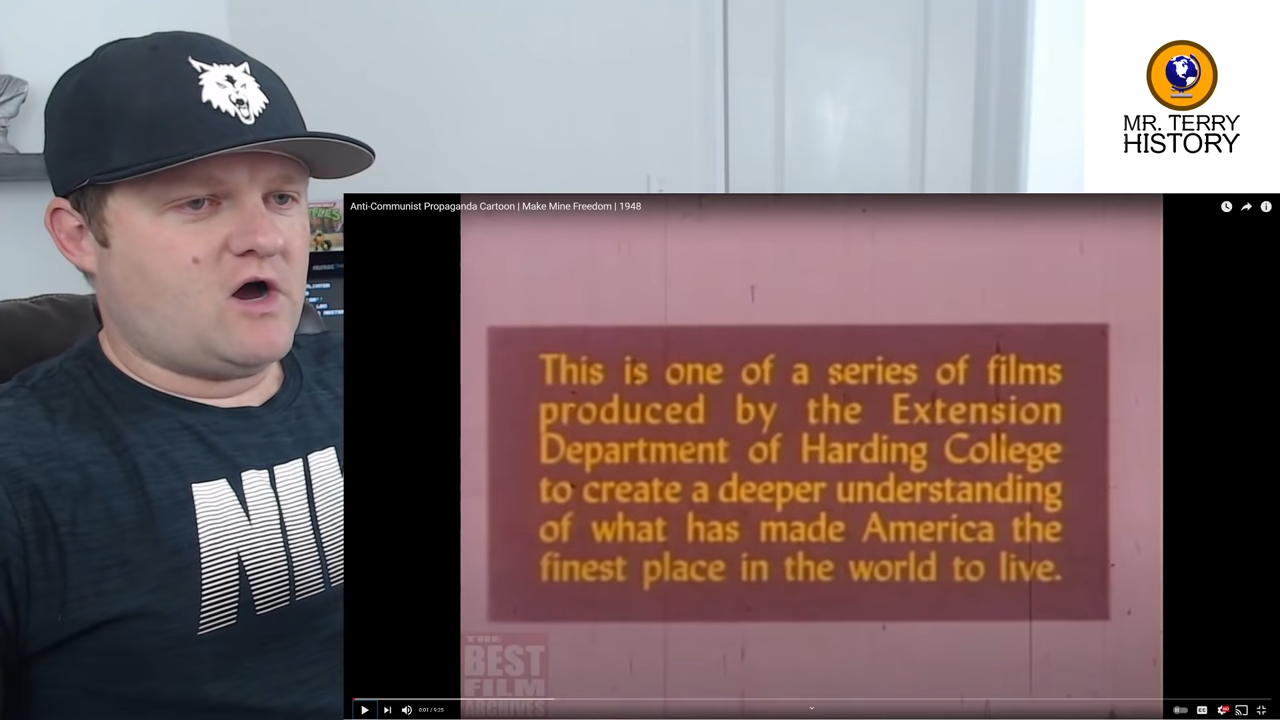 MR. TERRY
HISTORY
Anti-Communist Propaganda Cartoon | Make Mine Freedom | 1948
This is one of a series of films
produced by the Extension
Department of Harding College
to create a deeper understanding
of what has made America the
finest place in the world to live.
THE
BEST
FILM
ARCHIVES
0:01 / 9:25